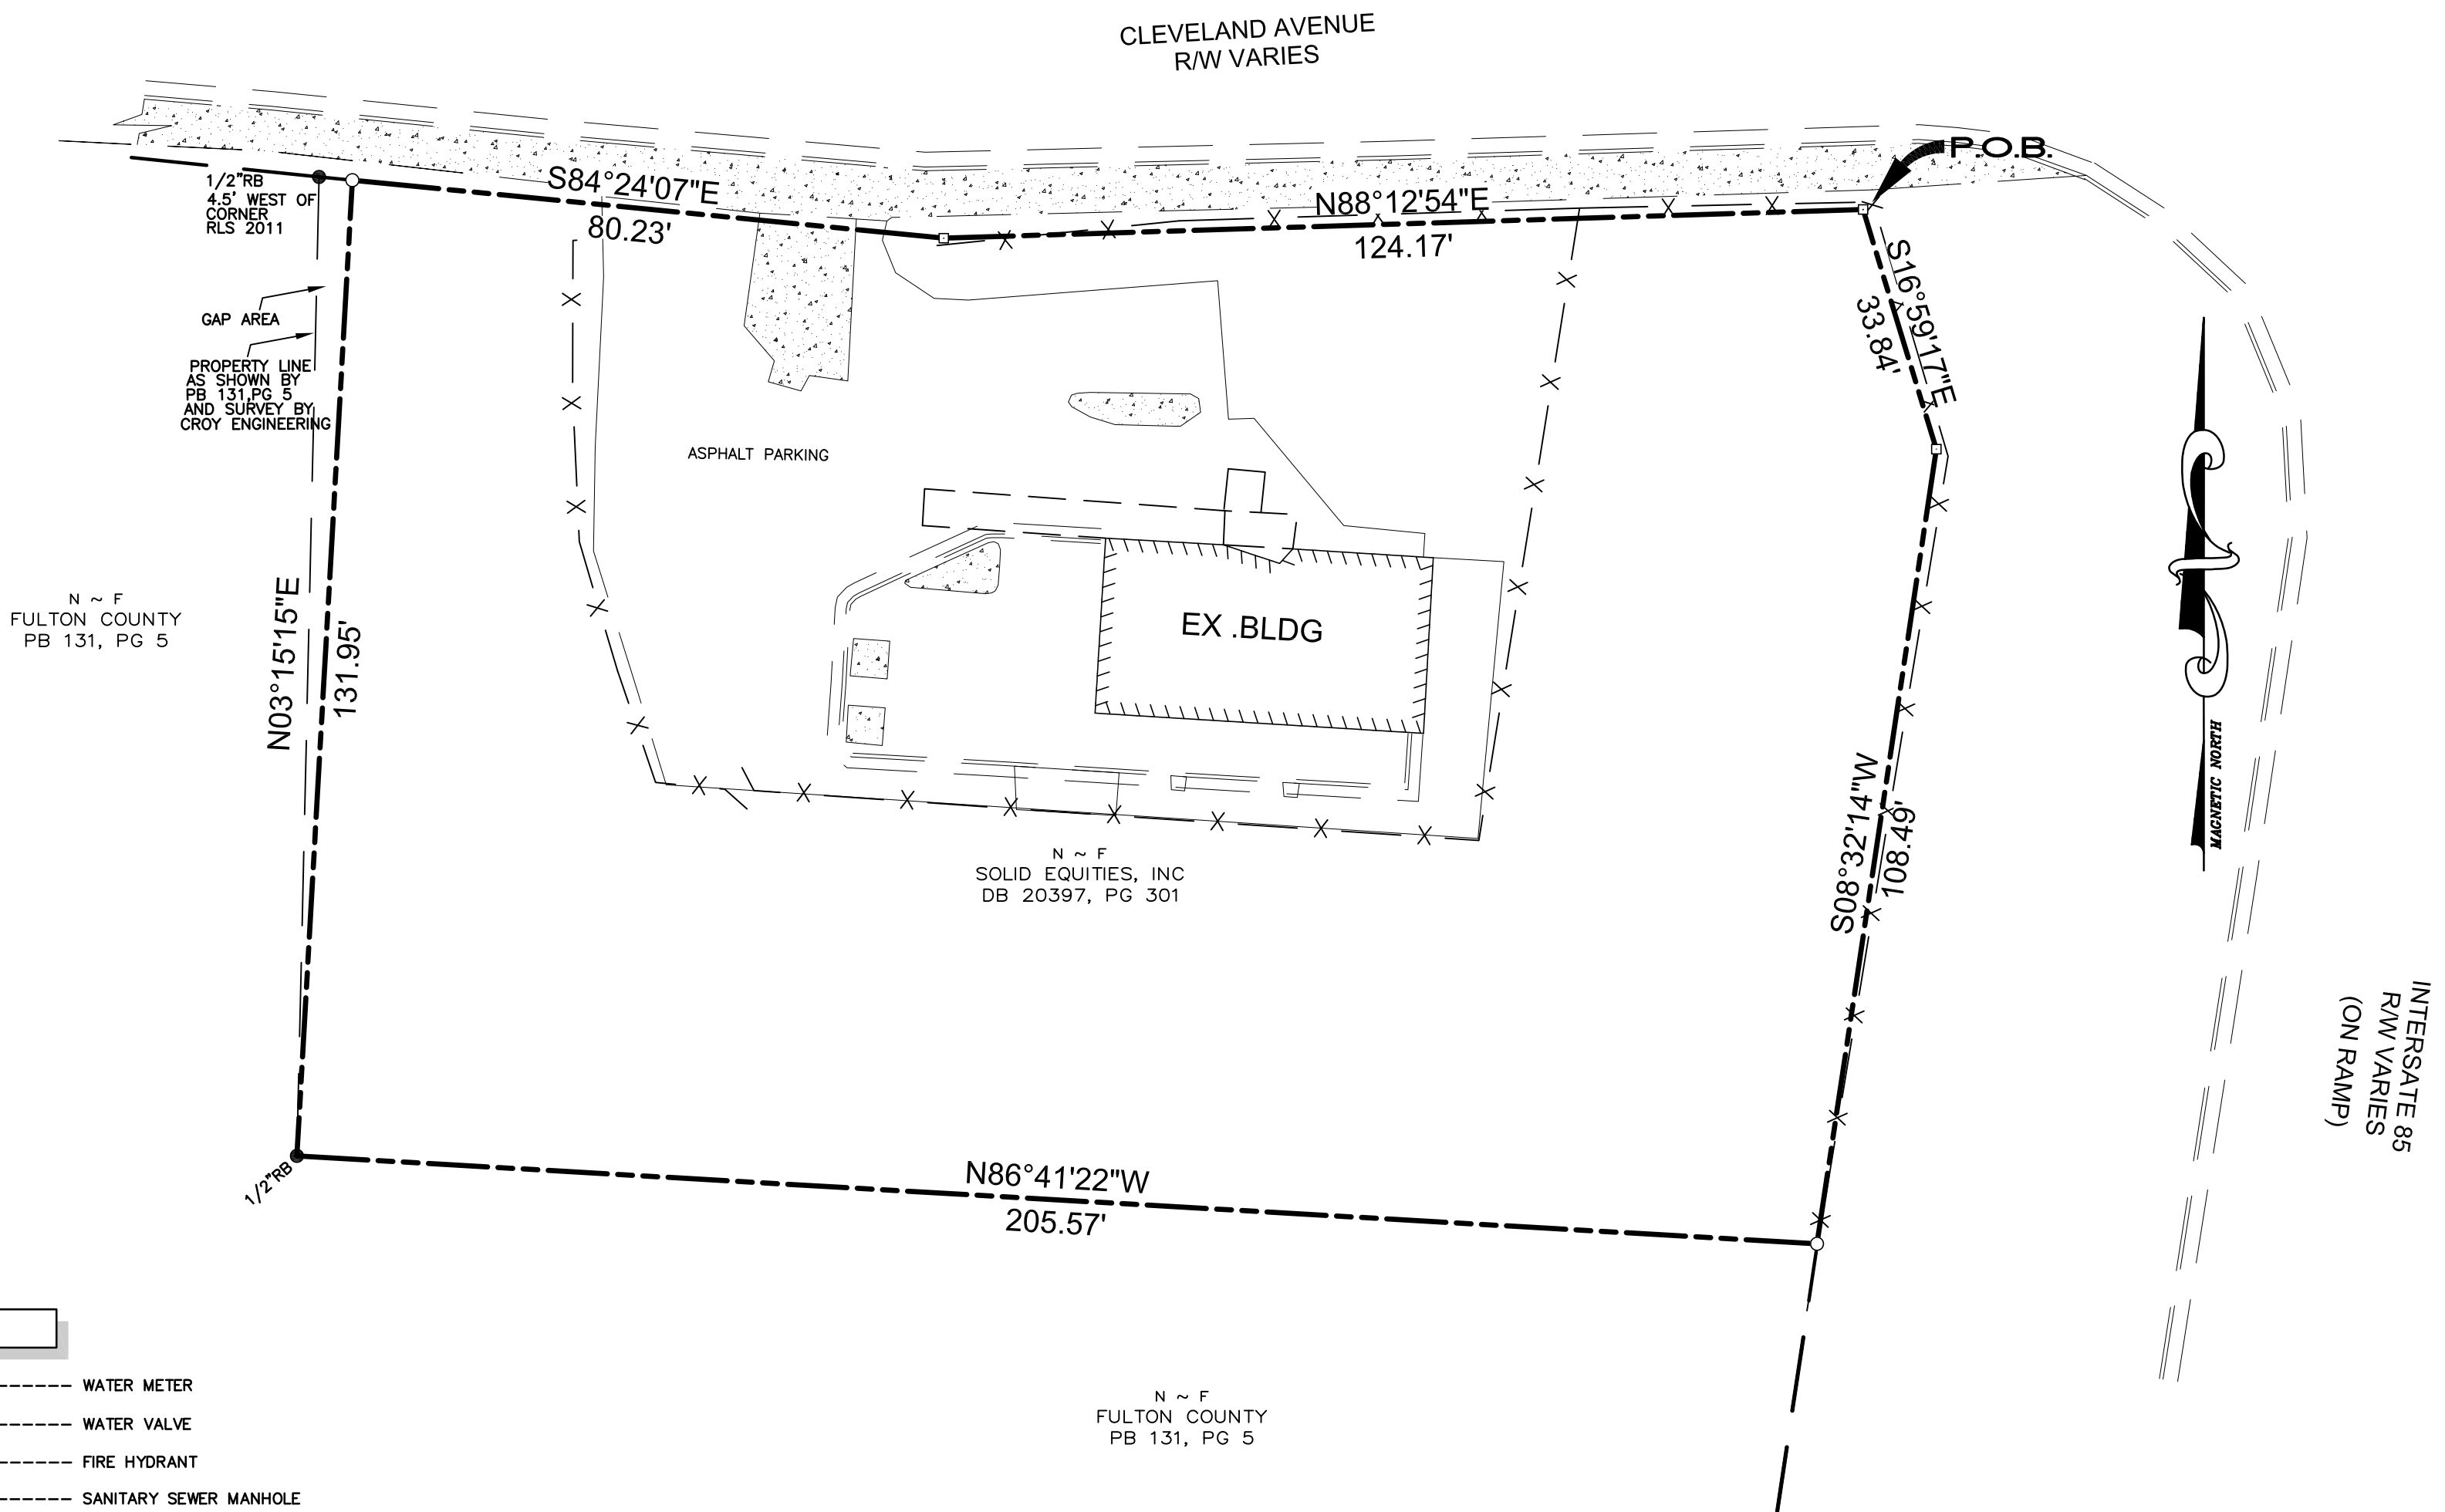 CLEVELAND AVENUE
R/W VARIES
P.O.B.
1/2"RB
4.5' WEST OF
CORNER
RLS 2011
S84°24'07"E
80.23'
N88°12'54"E
124.17'
S16°59'17"E
33.84'
GAP AREA
PROPERTY LINE
AS SHOWN BY
PB 131,PG 5
AND SURVEY BY
CROY ENGINEERING
ASPHALT PARKING
N ~ F
FULTON COUNTY
PB 131, PG 5
N03°15'15"E
131.95'
EX .BLDG
MAGNETIC NORTH
S08°32'14"W
108.49'
N ~ F
SOLID EQUITIES, INC
DB 20397, PG 301
INTERSATE 85
R/W VARIES
(ON RAMP)
1/2"RB
N86°41'22"W
205.57'
WATER METER
WATER VALVE
FIRE HYDRANT
SANITARY SEWER MANHOLE
N ~ F
FULTON COUNTY
PB 131, PG 5